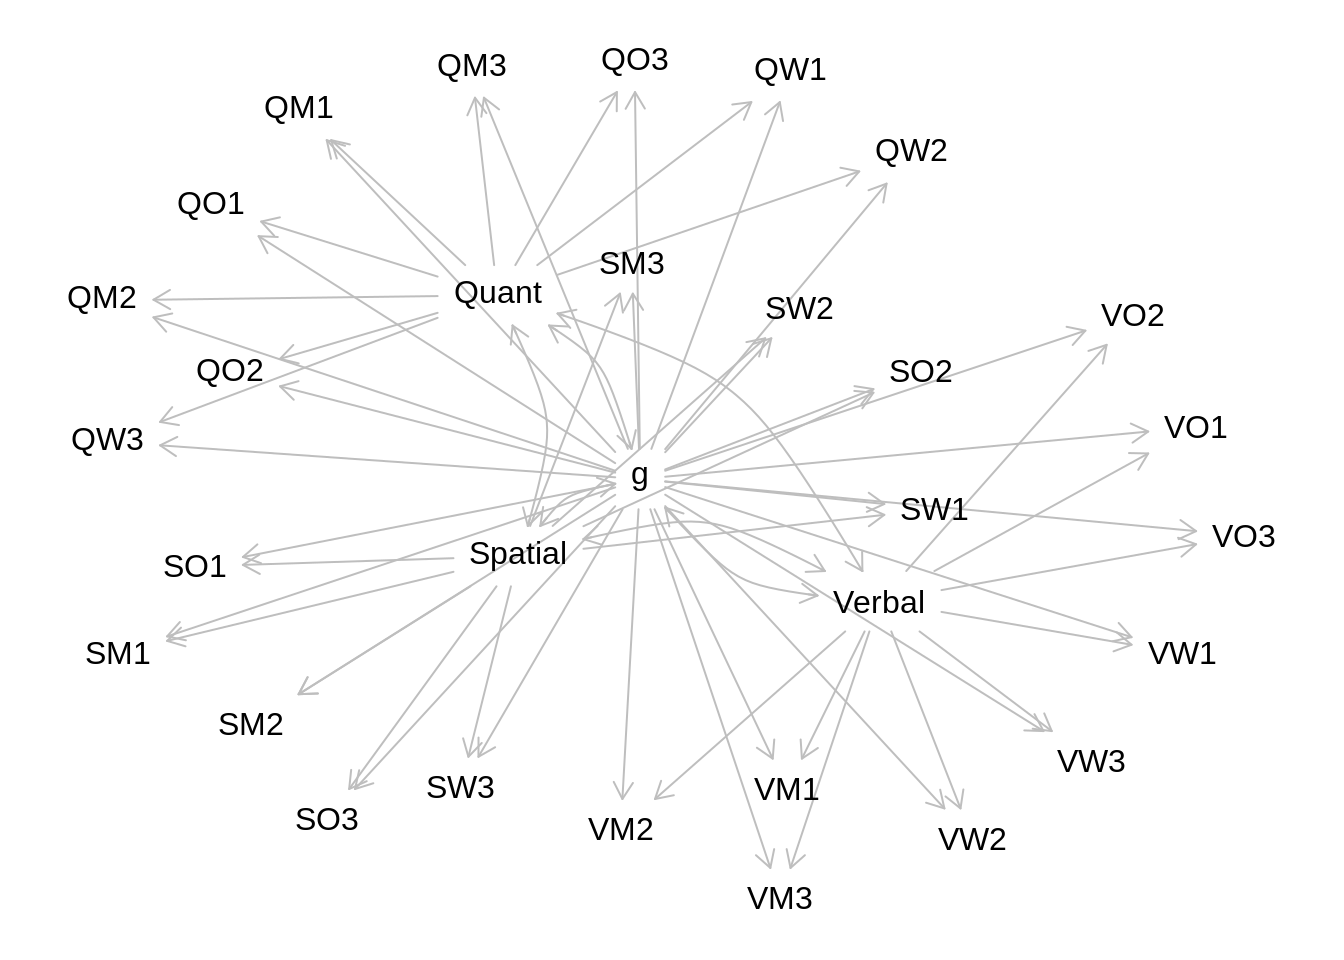 QO3
QM3
QW1
QM1
QW2
QO1
SM3
Quant
QM2
SW2
VO2
QO2
SO2
VO1
QW3
g
SW1
VO3
Spatial
SO1
Verbal
SM1
VW1
SM2
VW3
SW3
VM1
SO3
VM2
VW2
VM3